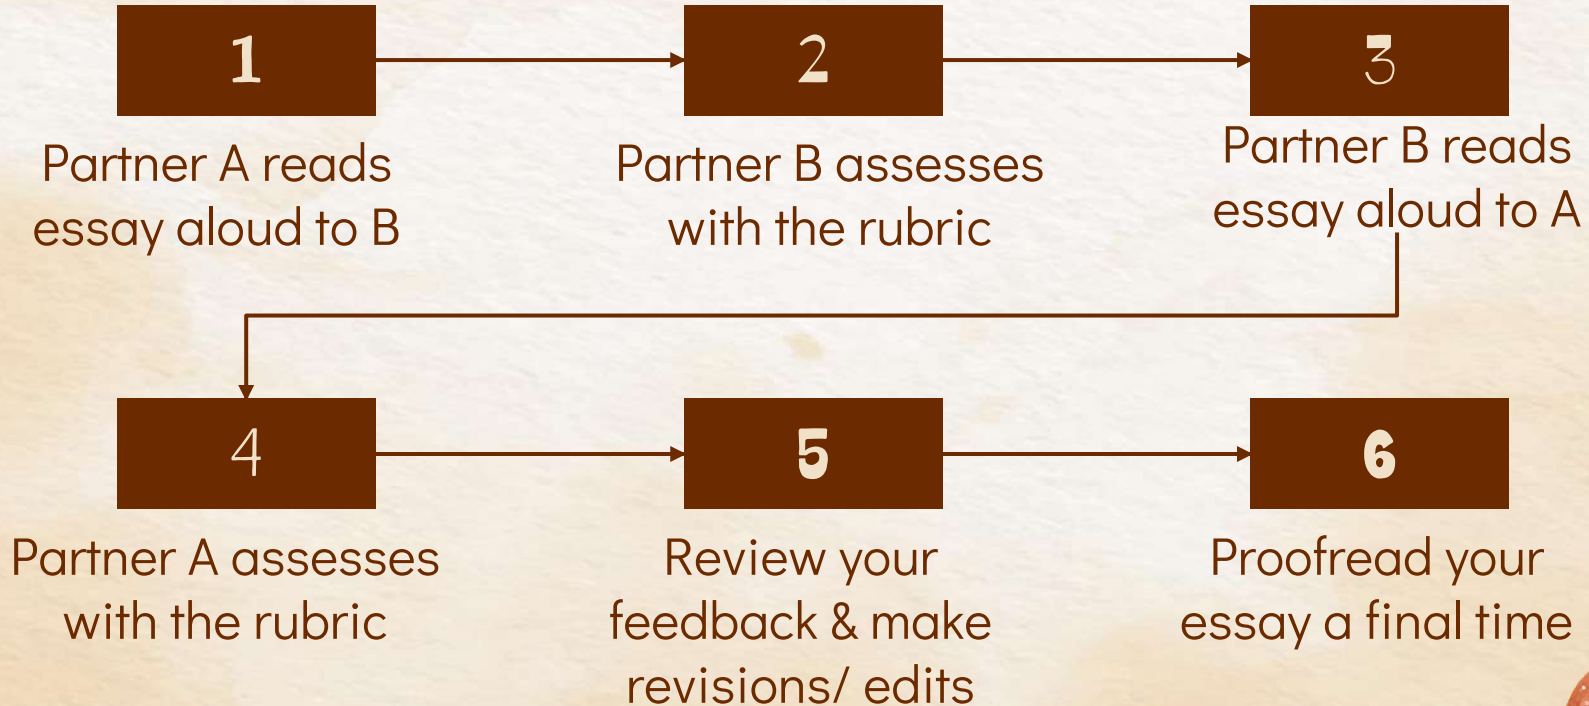 1
Partner A reads
essay aloud to B
2
Partner B assesses
with the rubric
3
Partner B reads
essay aloud to A
4
Partner A assesses
with the rubric
5
Review your
feedback & make
revisions/ edits
6
Proofread your
essay a final time